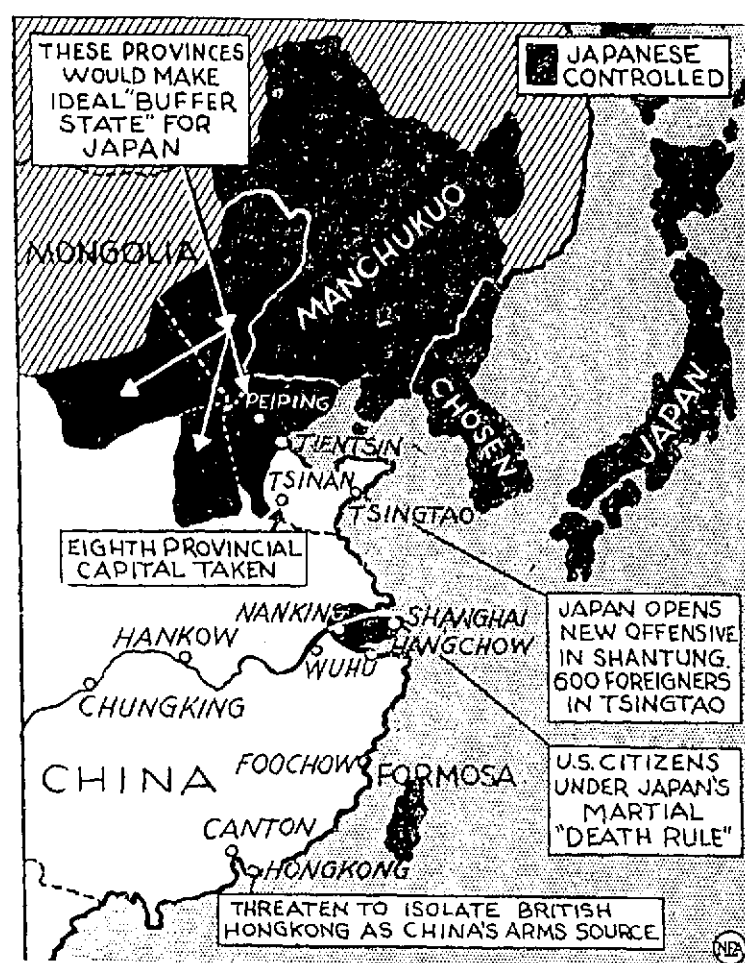 THESE PROVINCES
WOULD MAKE
IDEAL "BUFFER
STATE" FOR
JAPAN
JAPANESE
CONTROLLED
MONGOLIA
MANCHUKUO
PEIPING
TIENTSIN
CHOSEN
JAPAN
TSINAN
TSINGTAO
EIGHTH PROVINCIAL
CAPITAL TAKEN
NANKING
SHANGHAI
HANKOW
HANGCHOW
WUHU
CHUNGKING
JAPAN OPENS
NEW OFFENSIVE
IN SHANTUNG.
600 FOREIGNERS
IN TSINGTAO
CHINA
FOOCHOW
FORMOSA
U.S. CITIZENS
UNDER JAPAN'S
MARTIAL
"DEATH RULE"
CANTON
HONGKONG
THREATEN TO ISOLATE BRITISH
HONGKONG AS CHINA'S ARMS SOURCE
NEA